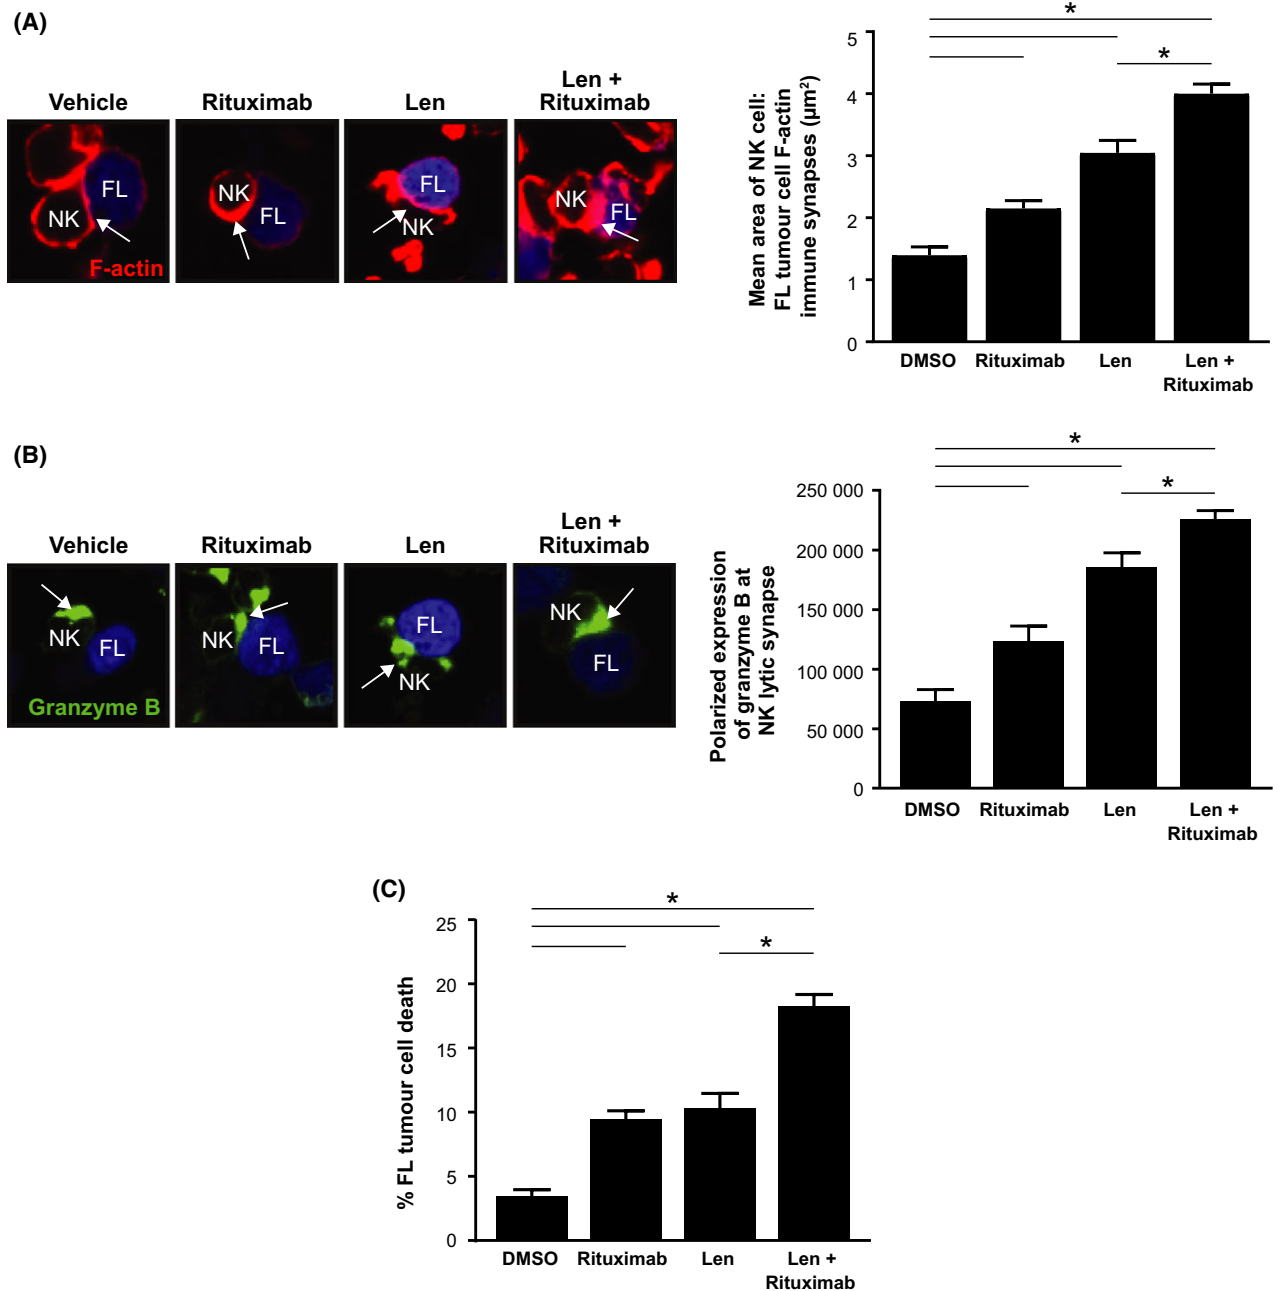 (A)
Vehicle
Rituximab
Len
Len +
Rituximab
NK
FL
F-actin
NK
FL
FL
NK
NK
FL
Mean area of NK cell:
FL tumour cell F-actin
immune synapses (µm²)
5
4
3
2
1
0
*
*
DMSO
Rituximab
Len
Len +
Rituximab
(B)
Vehicle
Rituximab
Len
Len +
Rituximab
NK
FL
Granzyme B
NK
FL
FL
NK
NK
FL
Polarized expression
of granzyme B at
NK lytic synapse
250 000
200 000
150 000
100 000
50 000
0
*
*
DMSO
Rituximab
Len
Len +
Rituximab
(C)
% FL tumour cell death
25
20
15
10
5
0
*
*
DMSO
Rituximab
Len
Len +
Rituximab